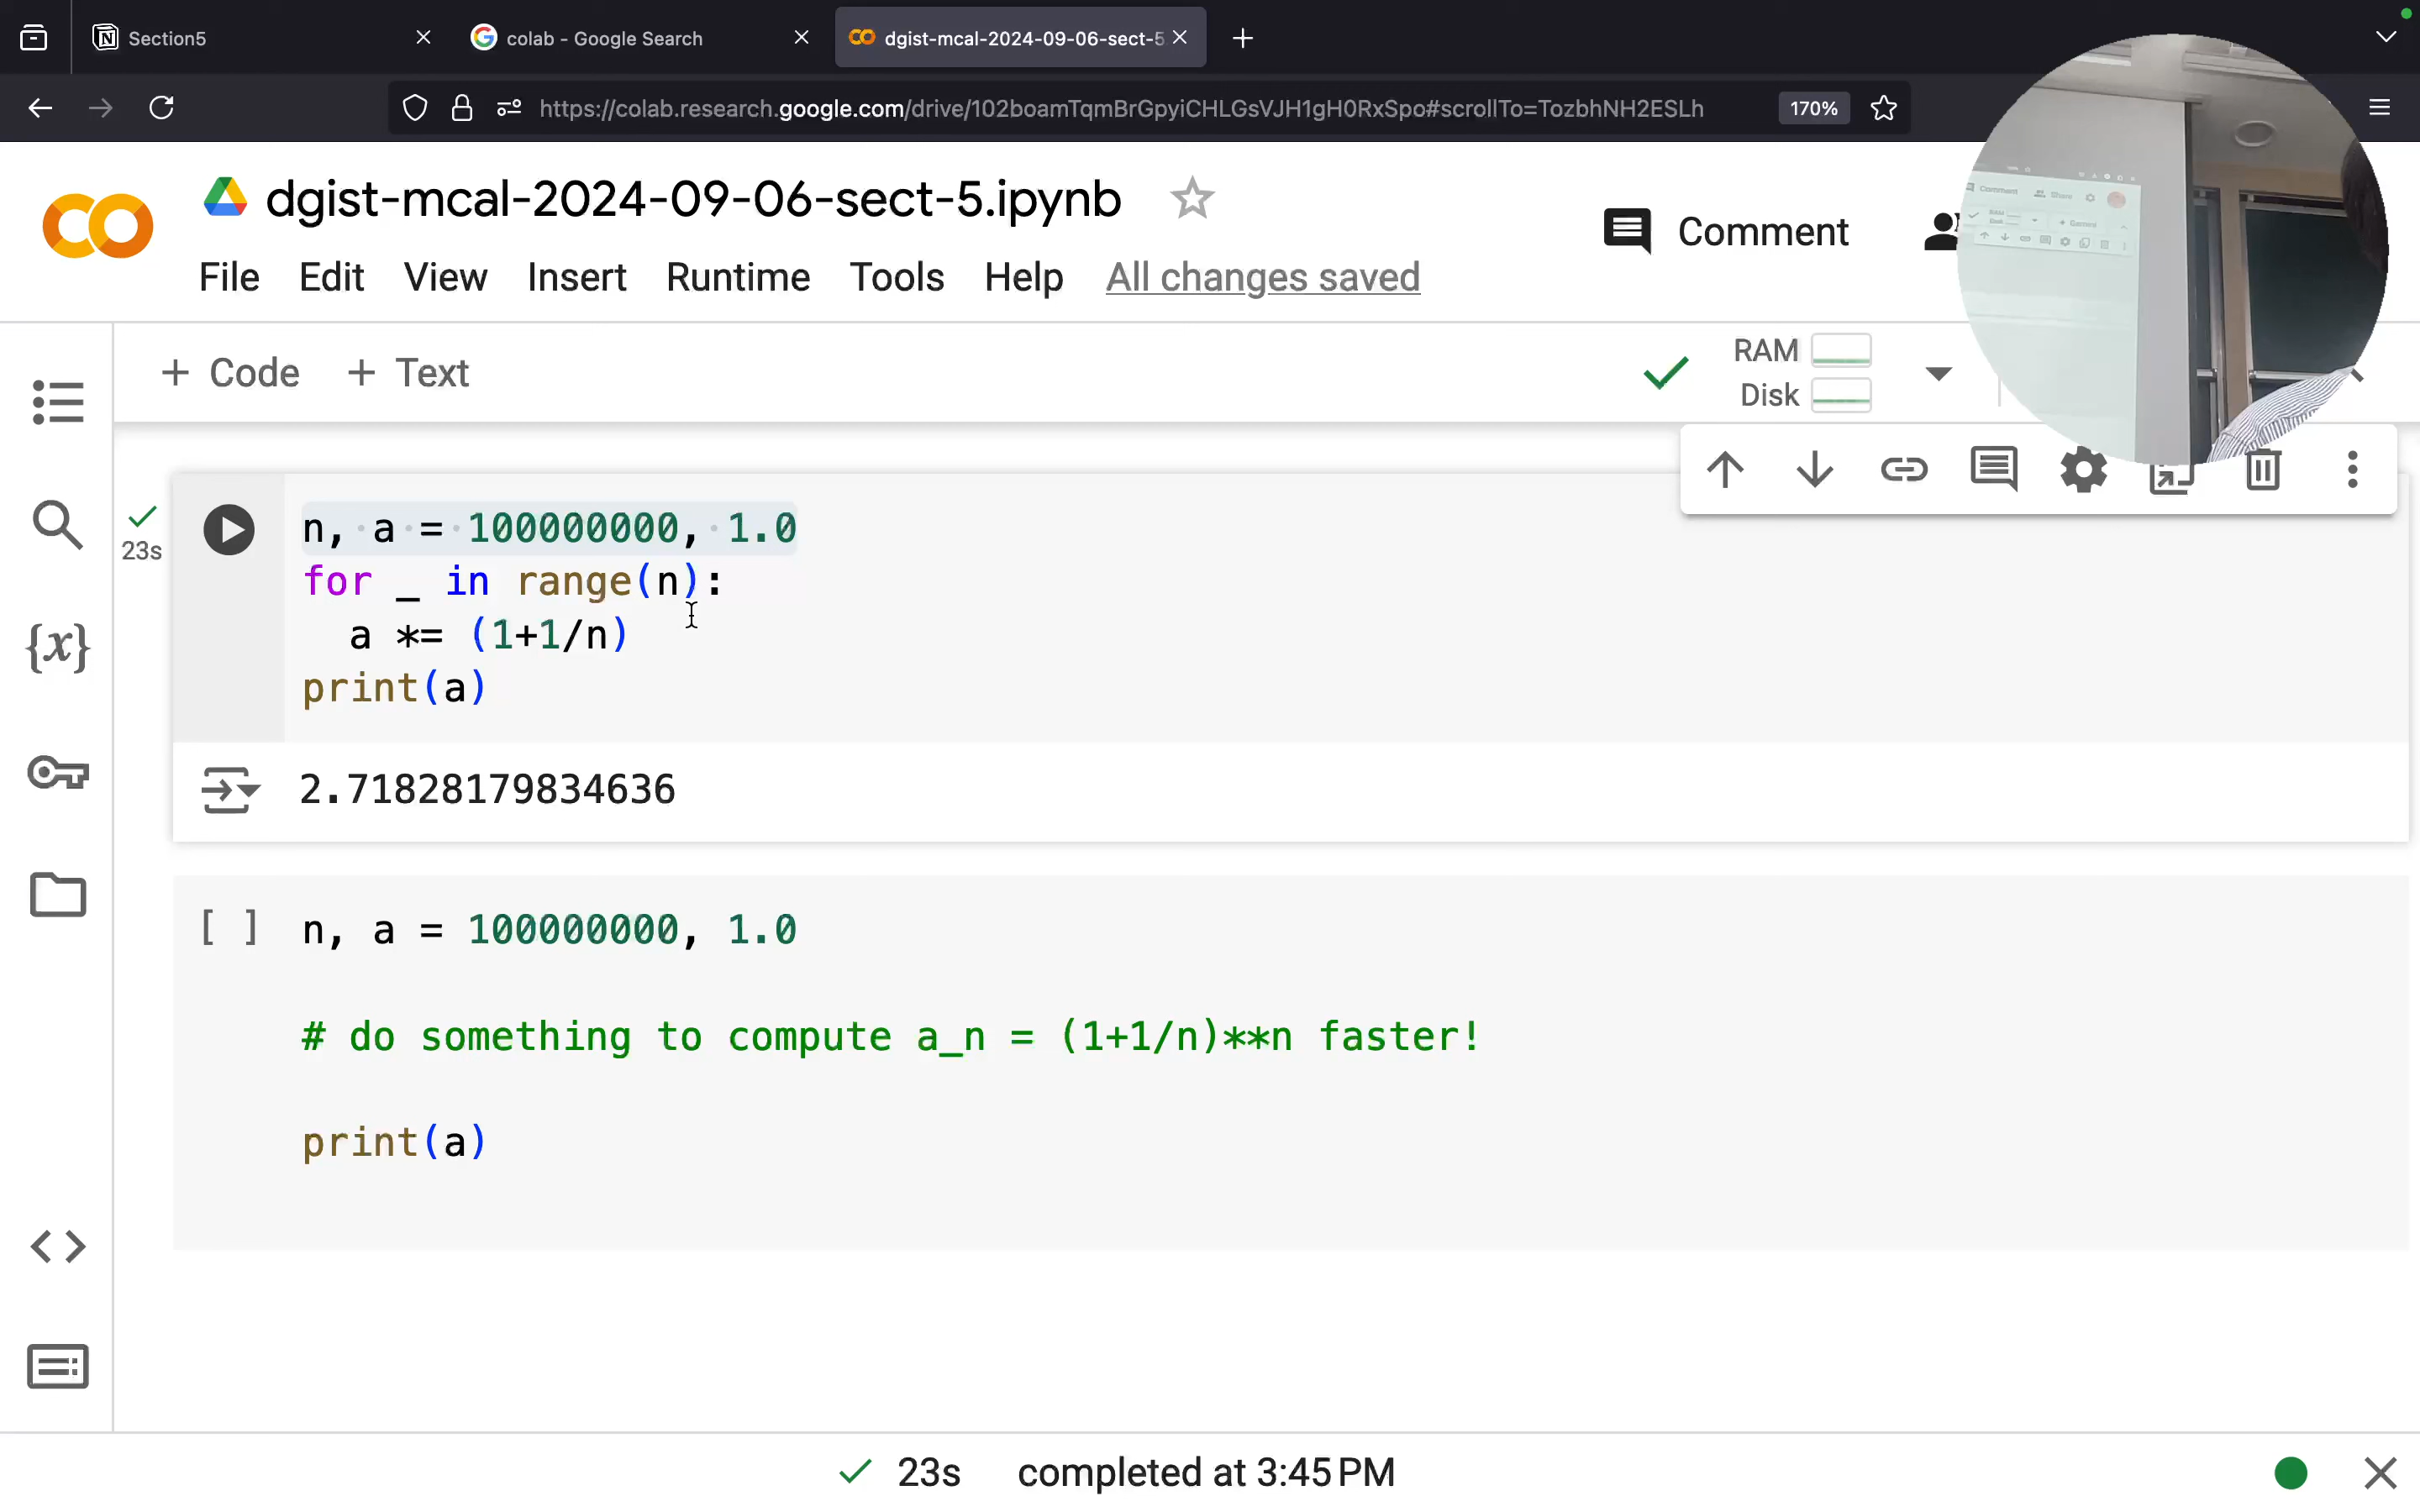 Section5
colab - Google Search
dgist-mcal-2024-09-06-sect-5
https://colab.research.google.com/drive/102boamTqmBrGpyiCHLGsVJH1gH0RxSpo#scrollTo=TozbhNH2ESLh
170%
dgist-mcal-2024-09-06-sect-5.ipynb
Comment
File Edit View Insert Runtime Tools Help All changes saved
+ Code + Text
RAM
Disk
23s
n, a = 100000000, 1.0
for _ in range(n):
a *= (1+1/n)
print(a)
2.71828179834636
[ ] n, a = 100000000, 1.0
# do something to compute a_n = (1+1/n)**n faster!
print(a)
23s completed at 3:45 PM
Comment
Share